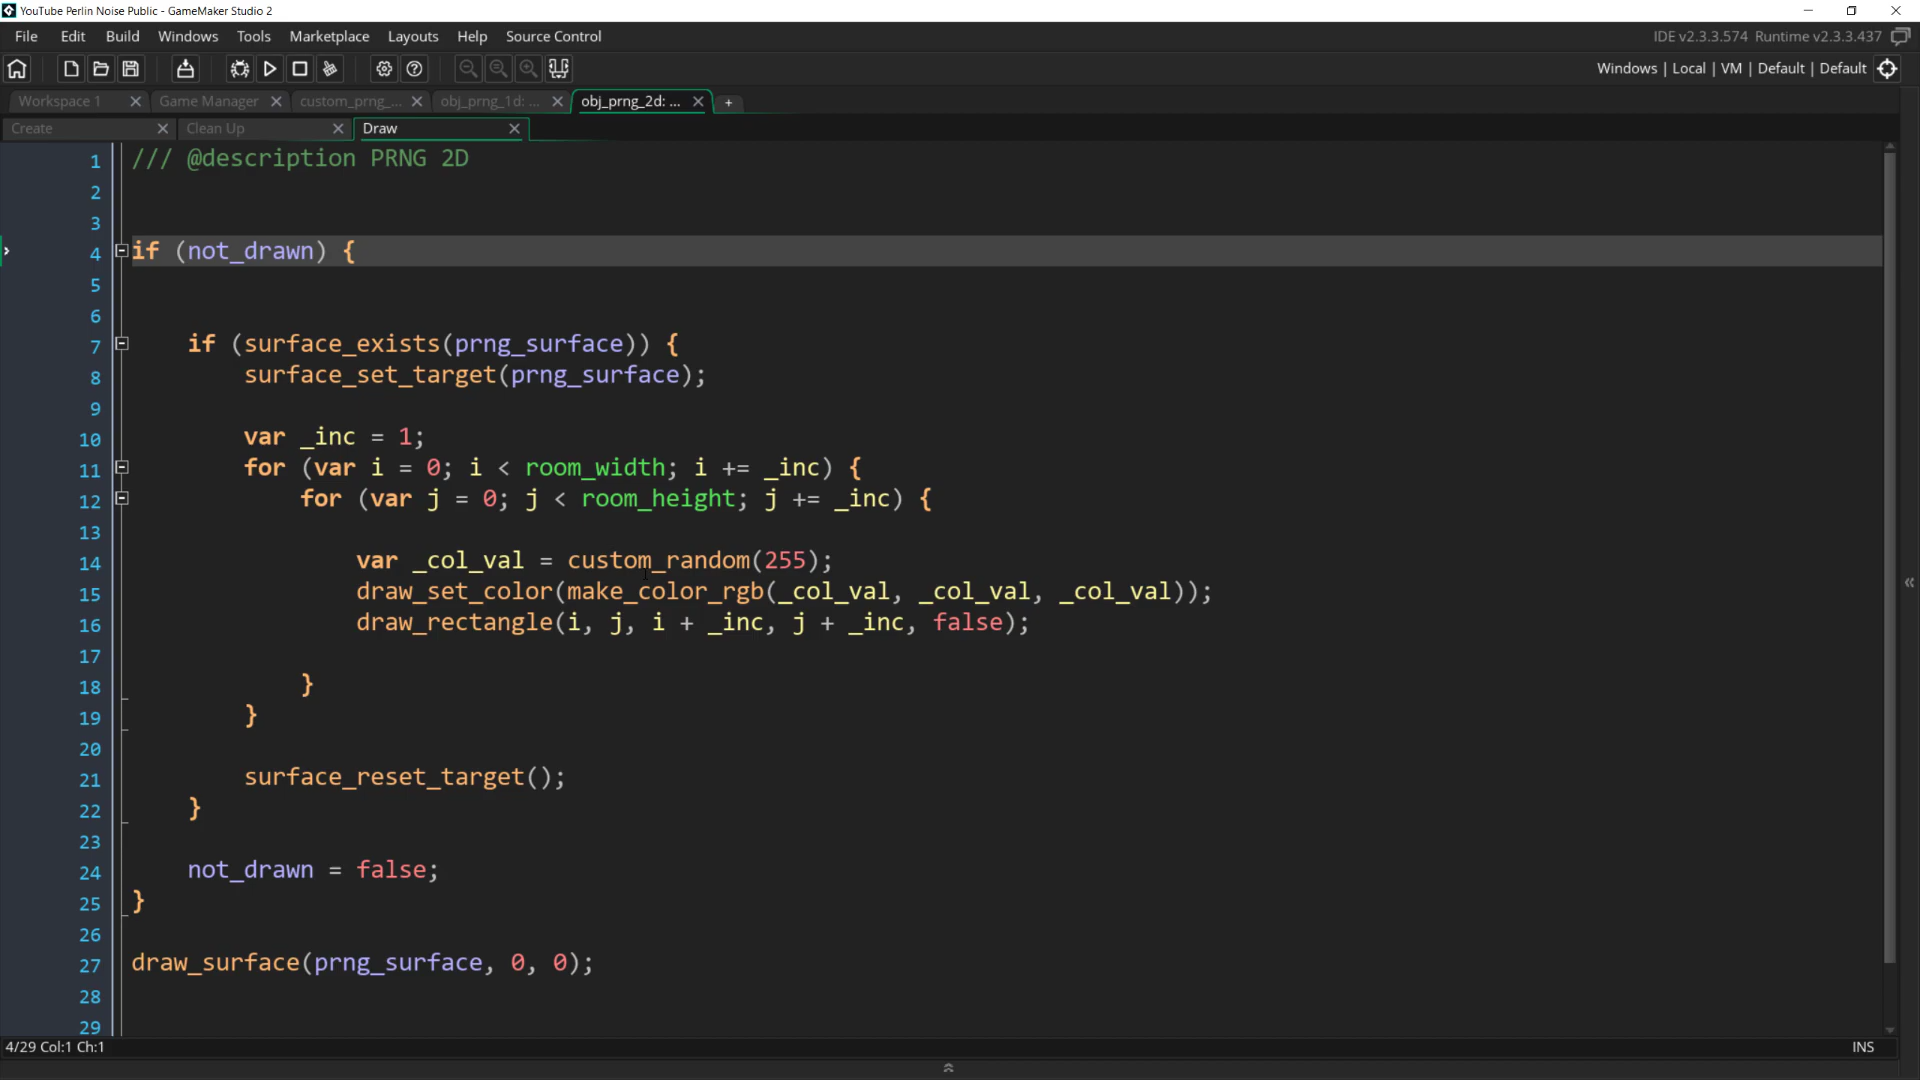 YouTube Perlin Noise Public - GameMaker Studio 2
File Edit Build Windows Tools Marketplace Layouts Help Source Control
IDE v2.3.3.574 Runtime v2.3.3.437
Windows | Local | VM | Default | Default
Workspace 1 Game Manager custom_prng_... obj_prng_1d: ... obj_prng_2d: ... +
Create Clean Up Draw
1 /// @description PRNG 2D
2
3
4 if (not_drawn) {
5
6
7 if (surface_exists(prng_surface)) {
8 surface_set_target(prng_surface);
9
10 var _inc = 1;
11 for (var i = 0; i < room_width; i += _inc) {
12 for (var j = 0; j < room_height; j += _inc) {
13
14 var _col_val = custom_random(255);
15 draw_set_color(make_color_rgb(_col_val, _col_val, _col_val));
16 draw_rectangle(i, j, i + _inc, j + _inc, false);
17
18 }
19 }
20
21 surface_reset_target();
22 }
23
24 not_drawn = false;
25 }
26
27 draw_surface(prng_surface, 0, 0);
28
29
4/29 Col:1 Ch:1 INS